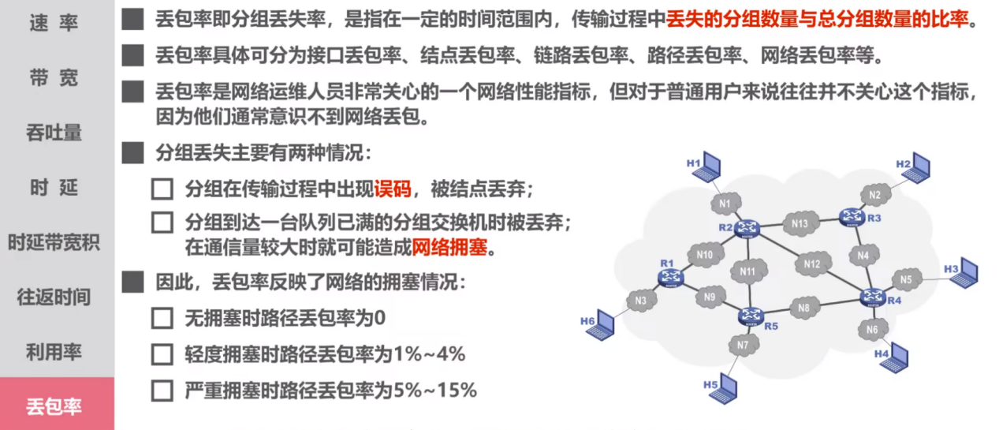 速 率
带 宽
吞吐量
时 延
时延带宽积
往返时间
利用率
丢包率
丢包率即分组丢失率，是指在一定的时间范围内，传输过程中丢失的分组数量与总分组数量的比率。
丢包率具体可分为接口丢包率、结点丢包率、链路丢包率、路径丢包率、网络丢包率等。
丢包率是网络运维人员非常关心的一个网络性能指标，但对于普通用户来说往往并不关心这个指标，
因为他们通常意识不到网络丢包。
分组丢失主要有两种情况：
分组在传输过程中出现误码，被结点丢弃；
分组到达一台队列已满的分组交换机时被丢弃；
在通信量较大时就可能造成网络拥塞。
因此，丢包率反映了网络的拥塞情况：
无拥塞时路径丢包率为0
轻度拥塞时路径丢包率为1%~4%
严重拥塞时路径丢包率为5%~15%
H1
H2
N1
N2
R2
N13
R3
N10
N4
R1
N11
N12
H3
N5
N3
N9
R4
N8
H6
R5
N6
N7
H4
H5